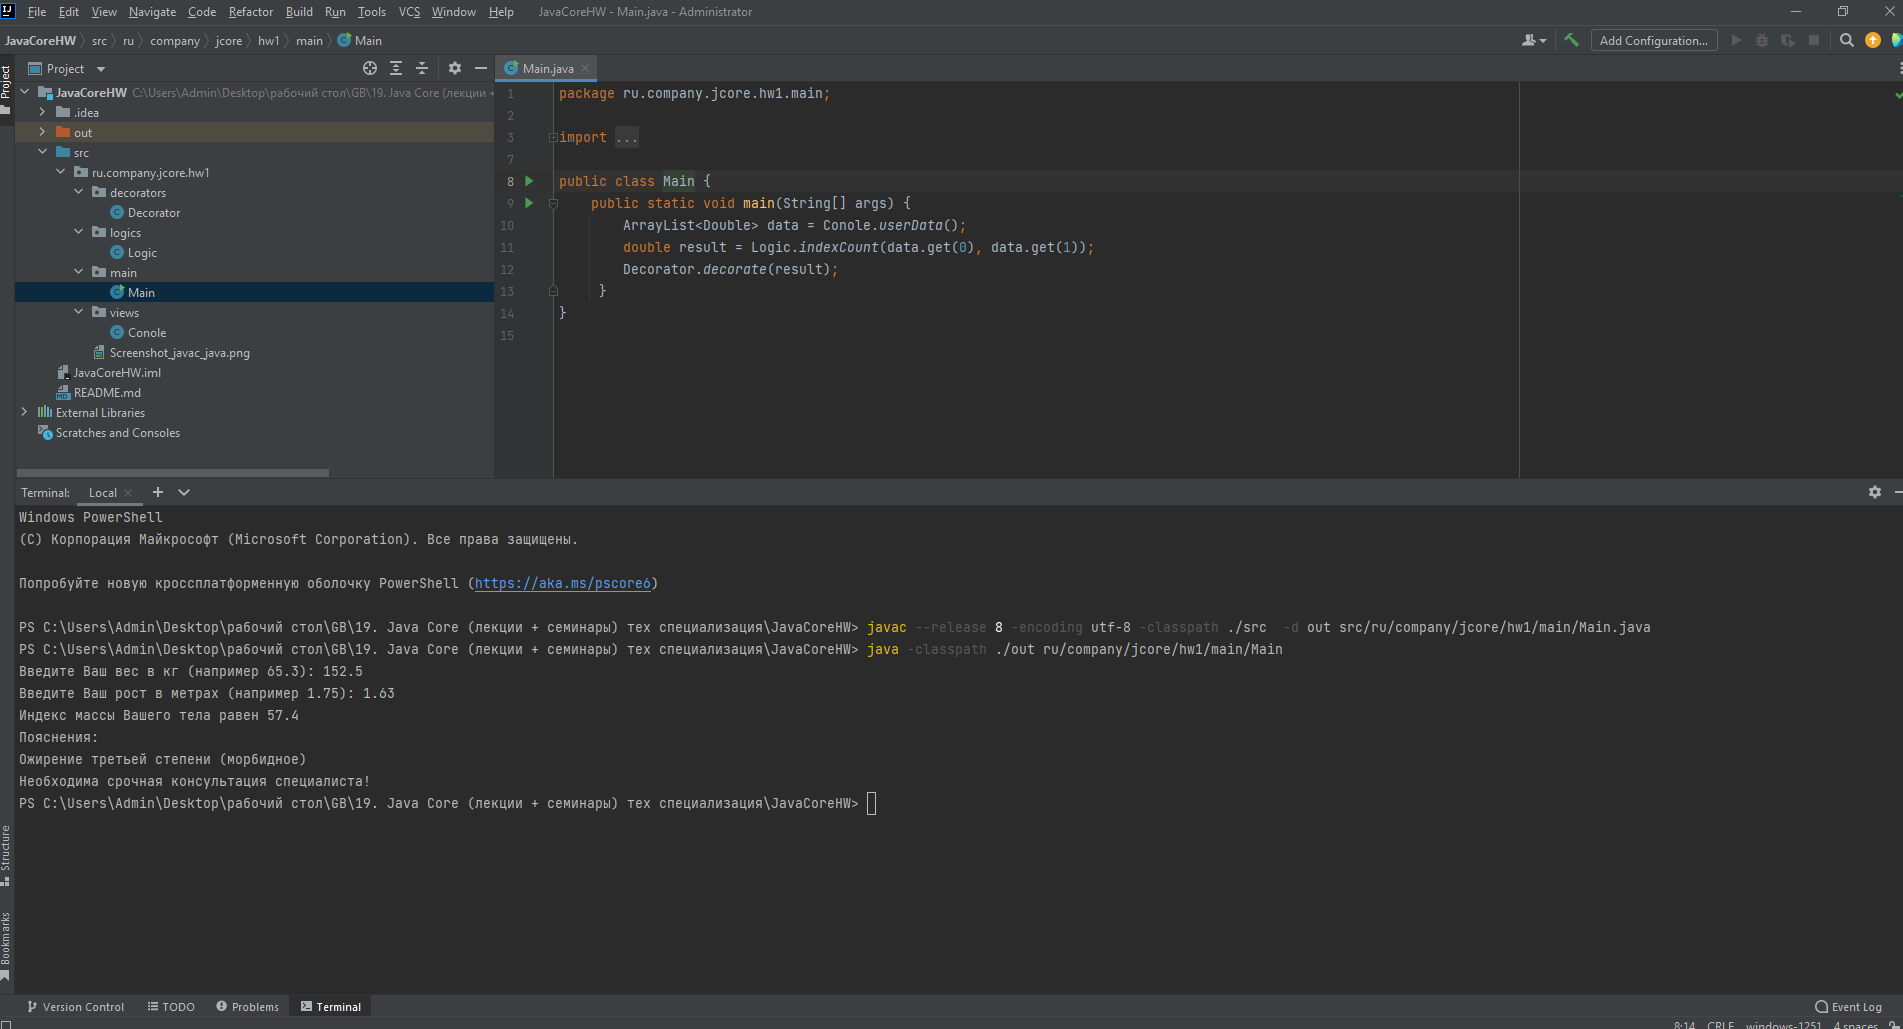 IJ File Edit View Navigate Code Refactor Build Run Tools VCS Window Help JavaCoreHW - Main.java - Administrator
JavaCoreHW src ru company jcore hw1 main Main Add Configuration...
Project
Project
Main.java
JavaCoreHW C:\Users\Admin\Desktop\рабочий стол\GB\19. Java Core (лекции +
.idea
out
src
ru.company.jcore.hw1
decorators
Decorator
logics
Logic
main
Main
views
Conole
Screenshot_javac_java.png
JavaCoreHW.iml
README.md
External Libraries
Scratches and Consoles
1 package ru.company.jcore.hw1.main;
2
3 import ...
7
8 public class Main {
9 public static void main(String[] args) {
10 ArrayList<Double> data = Conole.userData();
11 double result = Logic.indexCount(data.get(0), data.get(1));
12 Decorator.decorate(result);
13 }
14 }
15
Terminal: Local
Windows PowerShell
(C) Корпорация Майкрософт (Microsoft Corporation). Все права защищены.
Попробуйте новую кроссплатформенную оболочку PowerShell (https://aka.ms/pscore6)
PS C:\Users\Admin\Desktop\рабочий стол\GB\19. Java Core (лекции + семинары) тех специализация\JavaCoreHW> javac --release 8 -encoding utf-8 -classpath ./src -d out src/ru/company/jcore/hw1/main/Main.java
PS C:\Users\Admin\Desktop\рабочий стол\GB\19. Java Core (лекции + семинары) тех специализация\JavaCoreHW> java -classpath ./out ru/company/jcore/hw1/main/Main
Введите Ваш вес в кг (например 65.3): 152.5
Введите Ваш рост в метрах (например 1.75): 1.63
Индекс массы Вашего тела равен 57.4
Пояснения:
Ожирение третьей степени (морбидное)
Необходима срочная консультация специалиста!
PS C:\Users\Admin\Desktop\рабочий стол\GB\19. Java Core (лекции + семинары) тех специализация\JavaCoreHW>
Structure
Bookmarks
Version Control TODO Problems Terminal Event Log
8:14 CRLF windows-1251 4 spaces